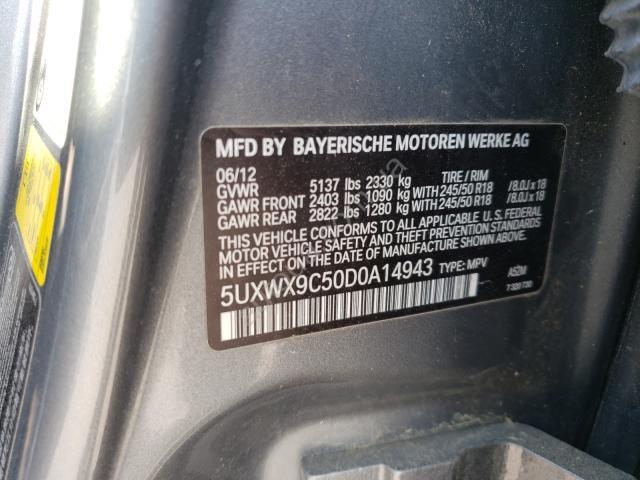 MFD BY BAYERISCHE MOTOREN WERKE AG
06/12 TIRE / RIM
GVWR 5137 lbs 2330 kg
GAWR FRONT 2403 lbs 1090 kg WITH 245/50 R18 /8.0J x 18
GAWR REAR 2822 lbs 1280 kg WITH 245/50 R18 /8.0J x 18
THIS VEHICLE CONFORMS TO ALL APPLICABLE U.S. FEDERAL
MOTOR VEHICLE SAFETY, BUMPER, AND THEFT PREVENTION STANDARDS
IN EFFECT ON THE DATE OF MANUFACTURE SHOWN ABOVE.
5UXWX9C50D0A14943 TYPE: MPV
A52M